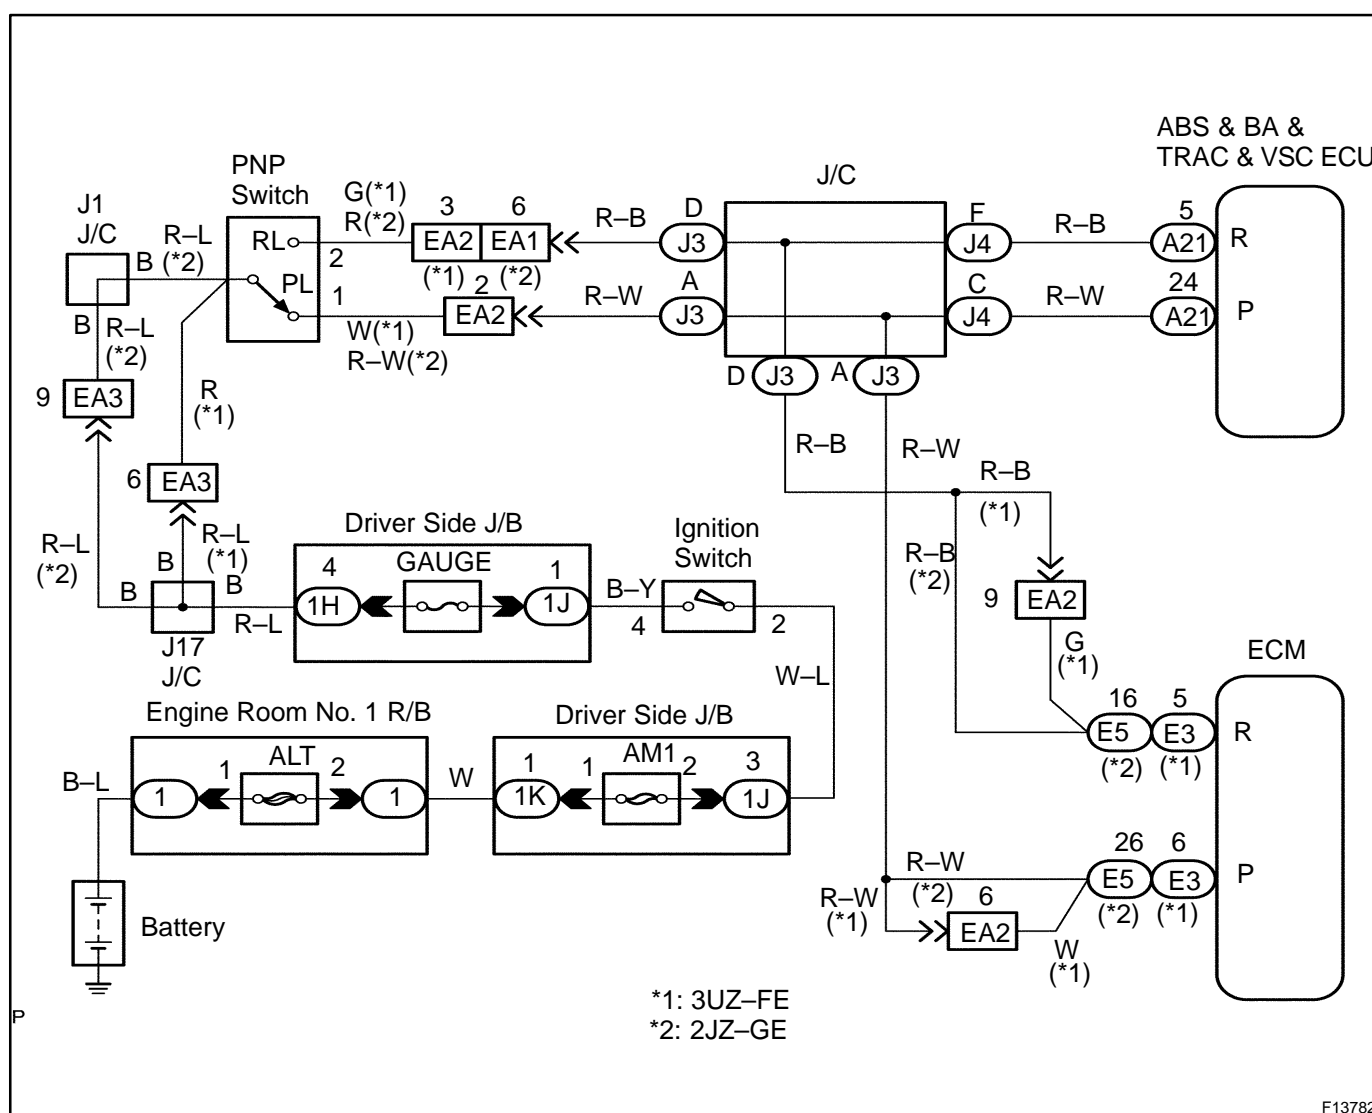 ABS & BA &
TRAC & VSC ECU
PNP
Switch
J/C
J1
J/C
G(*1)
R(*2)
3
6
R–B
D
F
R–B
5
B
R–L
(*2)
RL
2
EA2
EA1
J3
J4
A21
R
(*1)
(*2)
PL
1
2
R–W
A
C
R–W
24
B
R–L
(*2)
W(*1)
R–W(*2)
EA2
J3
J4
A21
P
9
EA3
R
(*1)
D
J3
A
J3
R–B
R–W
R–B
(*1)
6
EA3
R–L
(*2)
R–L
(*1)
Driver Side J/B
Ignition
Switch
R–B
(*2)
4
GAUGE
1
B
B
B
1H
1J
B–Y
4
2
9
EA2
R–L
J17
J/C
G
(*1)
ECM
W–L
Engine Room No. 1 R/B
Driver Side J/B
16
5
E5
E3
R
(*2)
(*1)
B–L
1
1
ALT
2
1
W
1
1K
1
AM1
2
3
1J
26
6
R–W
(*2)
E5
E3
P
(*2)
(*1)
R–W
(*1)
6
EA2
W
(*1)
Battery
*1: 3UZ–FE
*2: 2JZ–GE
P
F13782